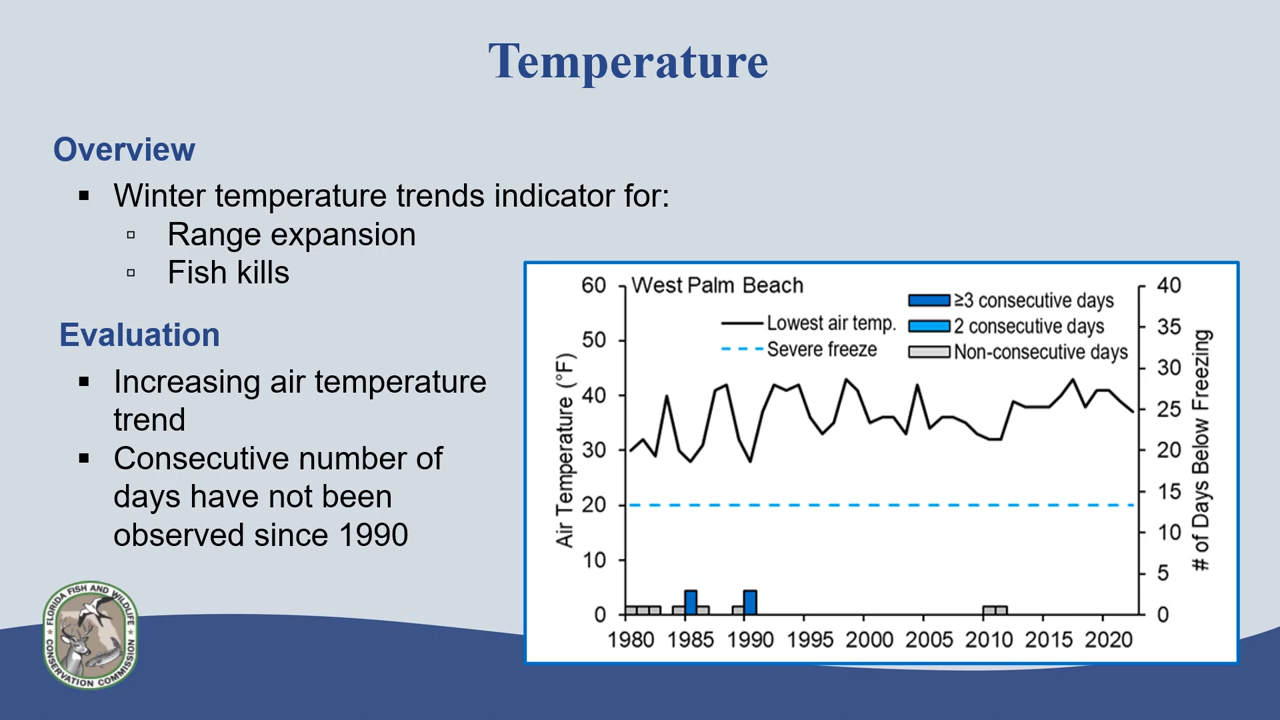 Temperature
Overview
▪ Winter temperature trends indicator for:
▫ Range expansion
▫ Fish kills
Evaluation
▪ Increasing air temperature
trend
▪ Consecutive number of
days have not been
observed since 1990
West Palm Beach
Lowest air temp.
Severe freeze
≥3 consecutive days
2 consecutive days
Non-consecutive days
Air Temperature (°F)
60
50
40
30
20
10
0
# of Days Below Freezing
40
35
30
25
20
15
10
5
0
1980 1985 1990 1995 2000 2005 2010 2015 2020
FLORIDA FISH AND WILDLIFE
CONSERVATION COMMISSION